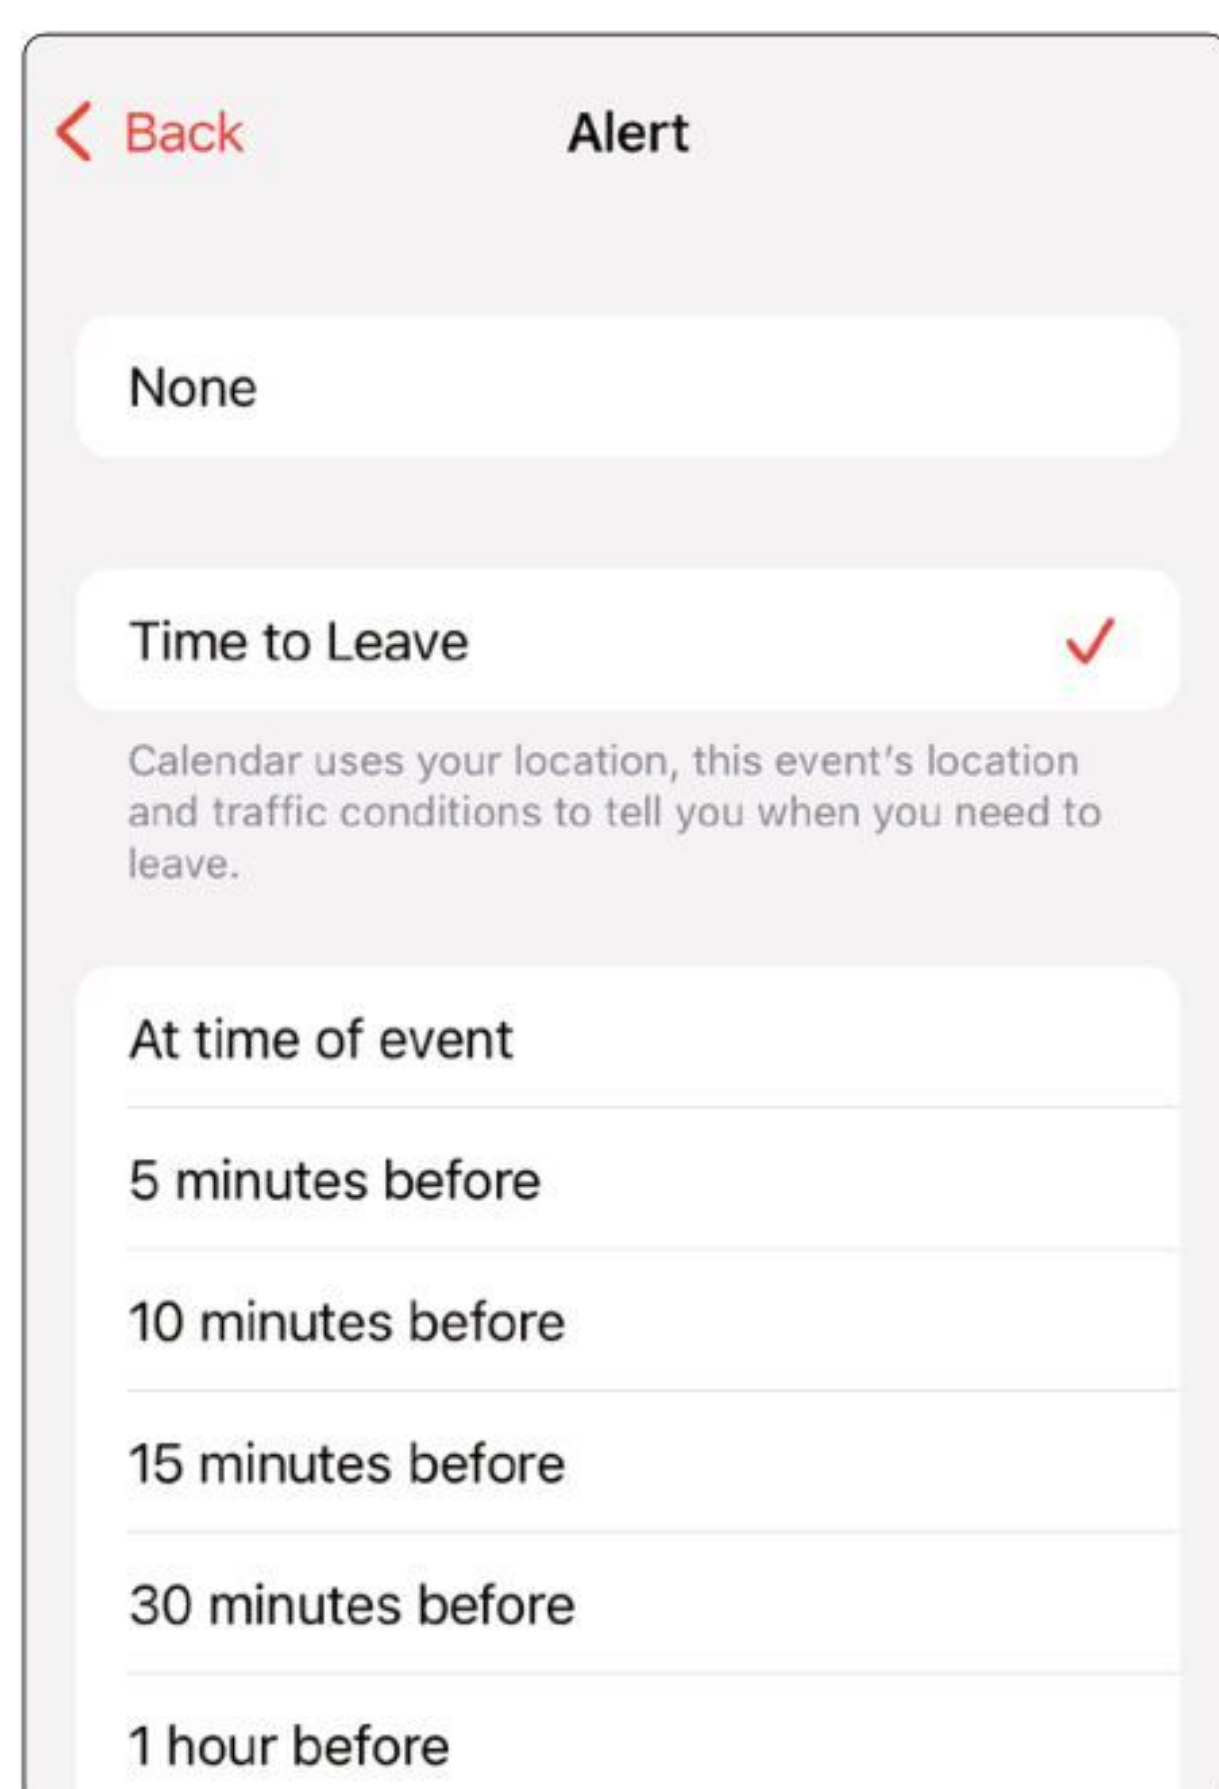 Back
Alert
None
Time to Leave
Calendar uses your location, this event's location
and traffic conditions to tell you when you need to
leave.
At time of event
5 minutes before
10 minutes before
15 minutes before
30 minutes before
1 hour before